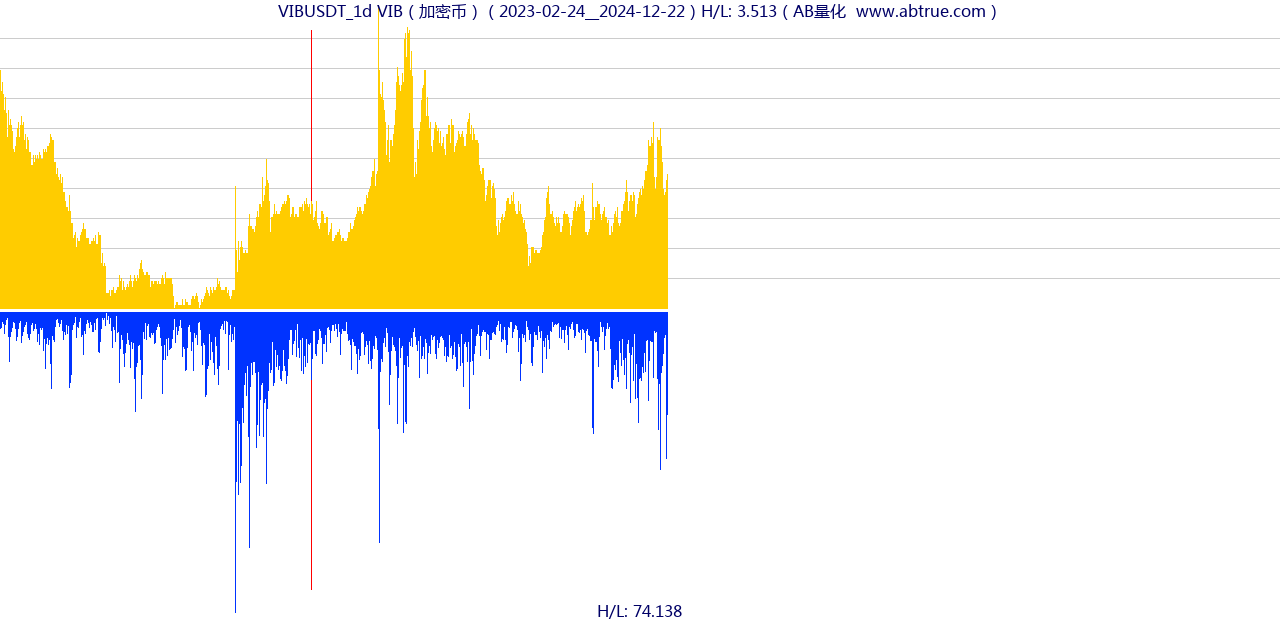 VIBUSDT_1d VIB（加密币）（2023-02-24__2024-12-22）H/L: 3.513（AB量化  www.abtrue.com）
H/L: 74.138